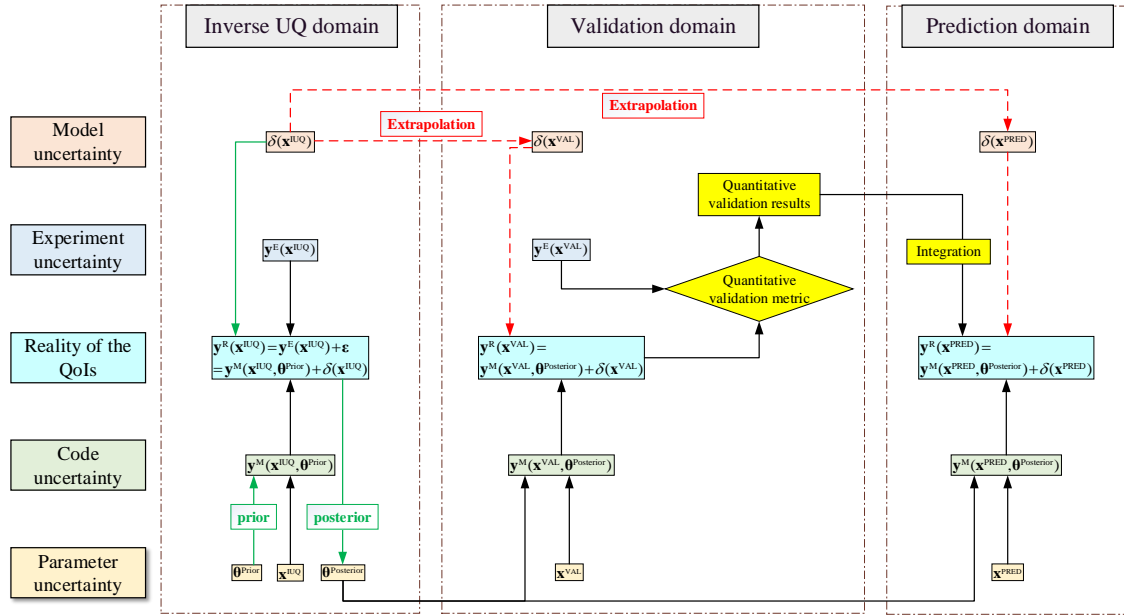 Inverse UQ domain
Validation domain
Prediction domain
Model
uncertainty
Extrapolation
Extrapolation
δ(x^IUQ)
δ(x^VAL)
δ(x^PRED)
Quantitative
validation results
Experiment
uncertainty
y^E(x^IUQ)
y^E(x^VAL)
Integration
Quantitative
validation metric
Reality of the
QoIs
y^R(x^IUQ)=y^E(x^IUQ)+ε
=y^M(x^IUQ,θ^Prior)+δ(x^IUQ)
y^R(x^VAL)=
y^M(x^VAL,θ^Posterior)+δ(x^VAL)
y^R(x^PRED)=
y^M(x^PRED,θ^Posterior)+δ(x^PRED)
Code
uncertainty
y^M(x^IUQ,θ^Prior)
y^M(x^VAL,θ^Posterior)
y^M(x^PRED,θ^Posterior)
prior
posterior
Parameter
uncertainty
θ^Prior
x^IUQ
θ^Posterior
x^VAL
x^PRED